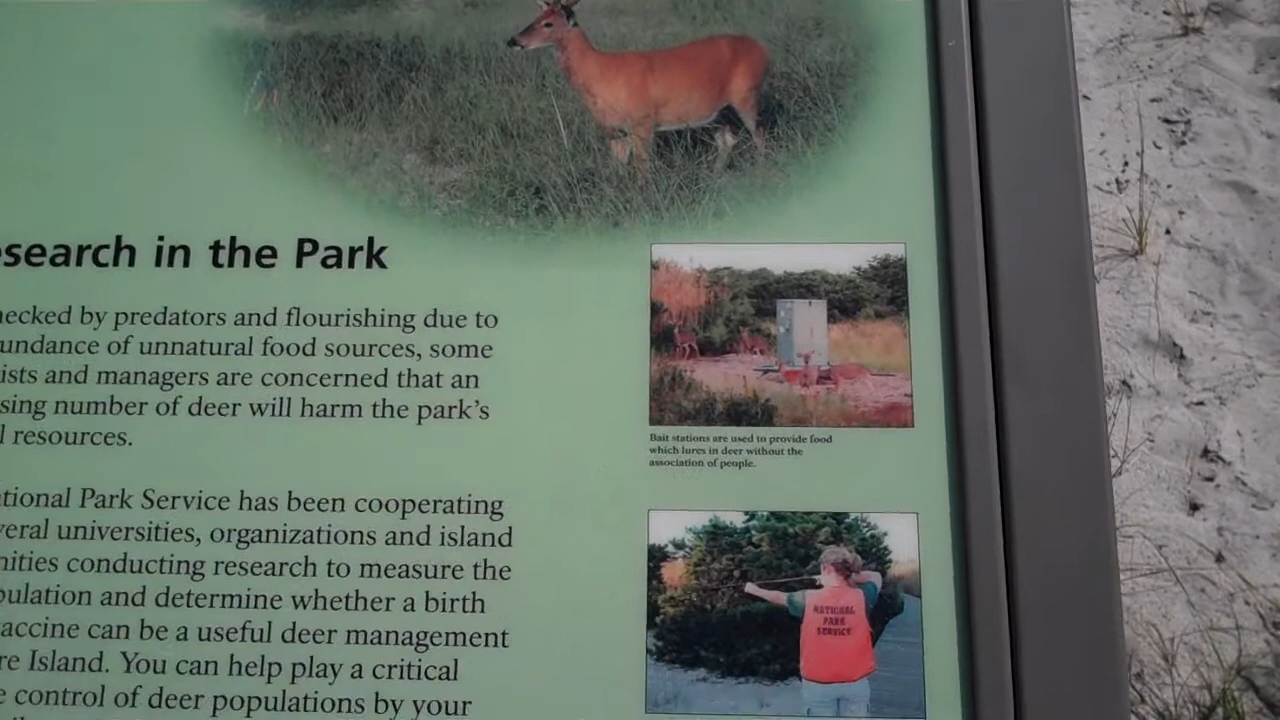 esearch in the Park
hecked by predators and flourishing due to
undance of unnatural food sources, some
ists and managers are concerned that an
sing number of deer will harm the park's
l resources.
Bait stations are used to provide food
which lures in deer without the
association of people.
tional Park Service has been cooperating
veral universities, organizations and island
nities conducting research to measure the
pulation and determine whether a birth
accine can be a useful deer management
re Island. You can help play a critical
e control of deer populations by your
NATIONAL
PARK
SERVICE